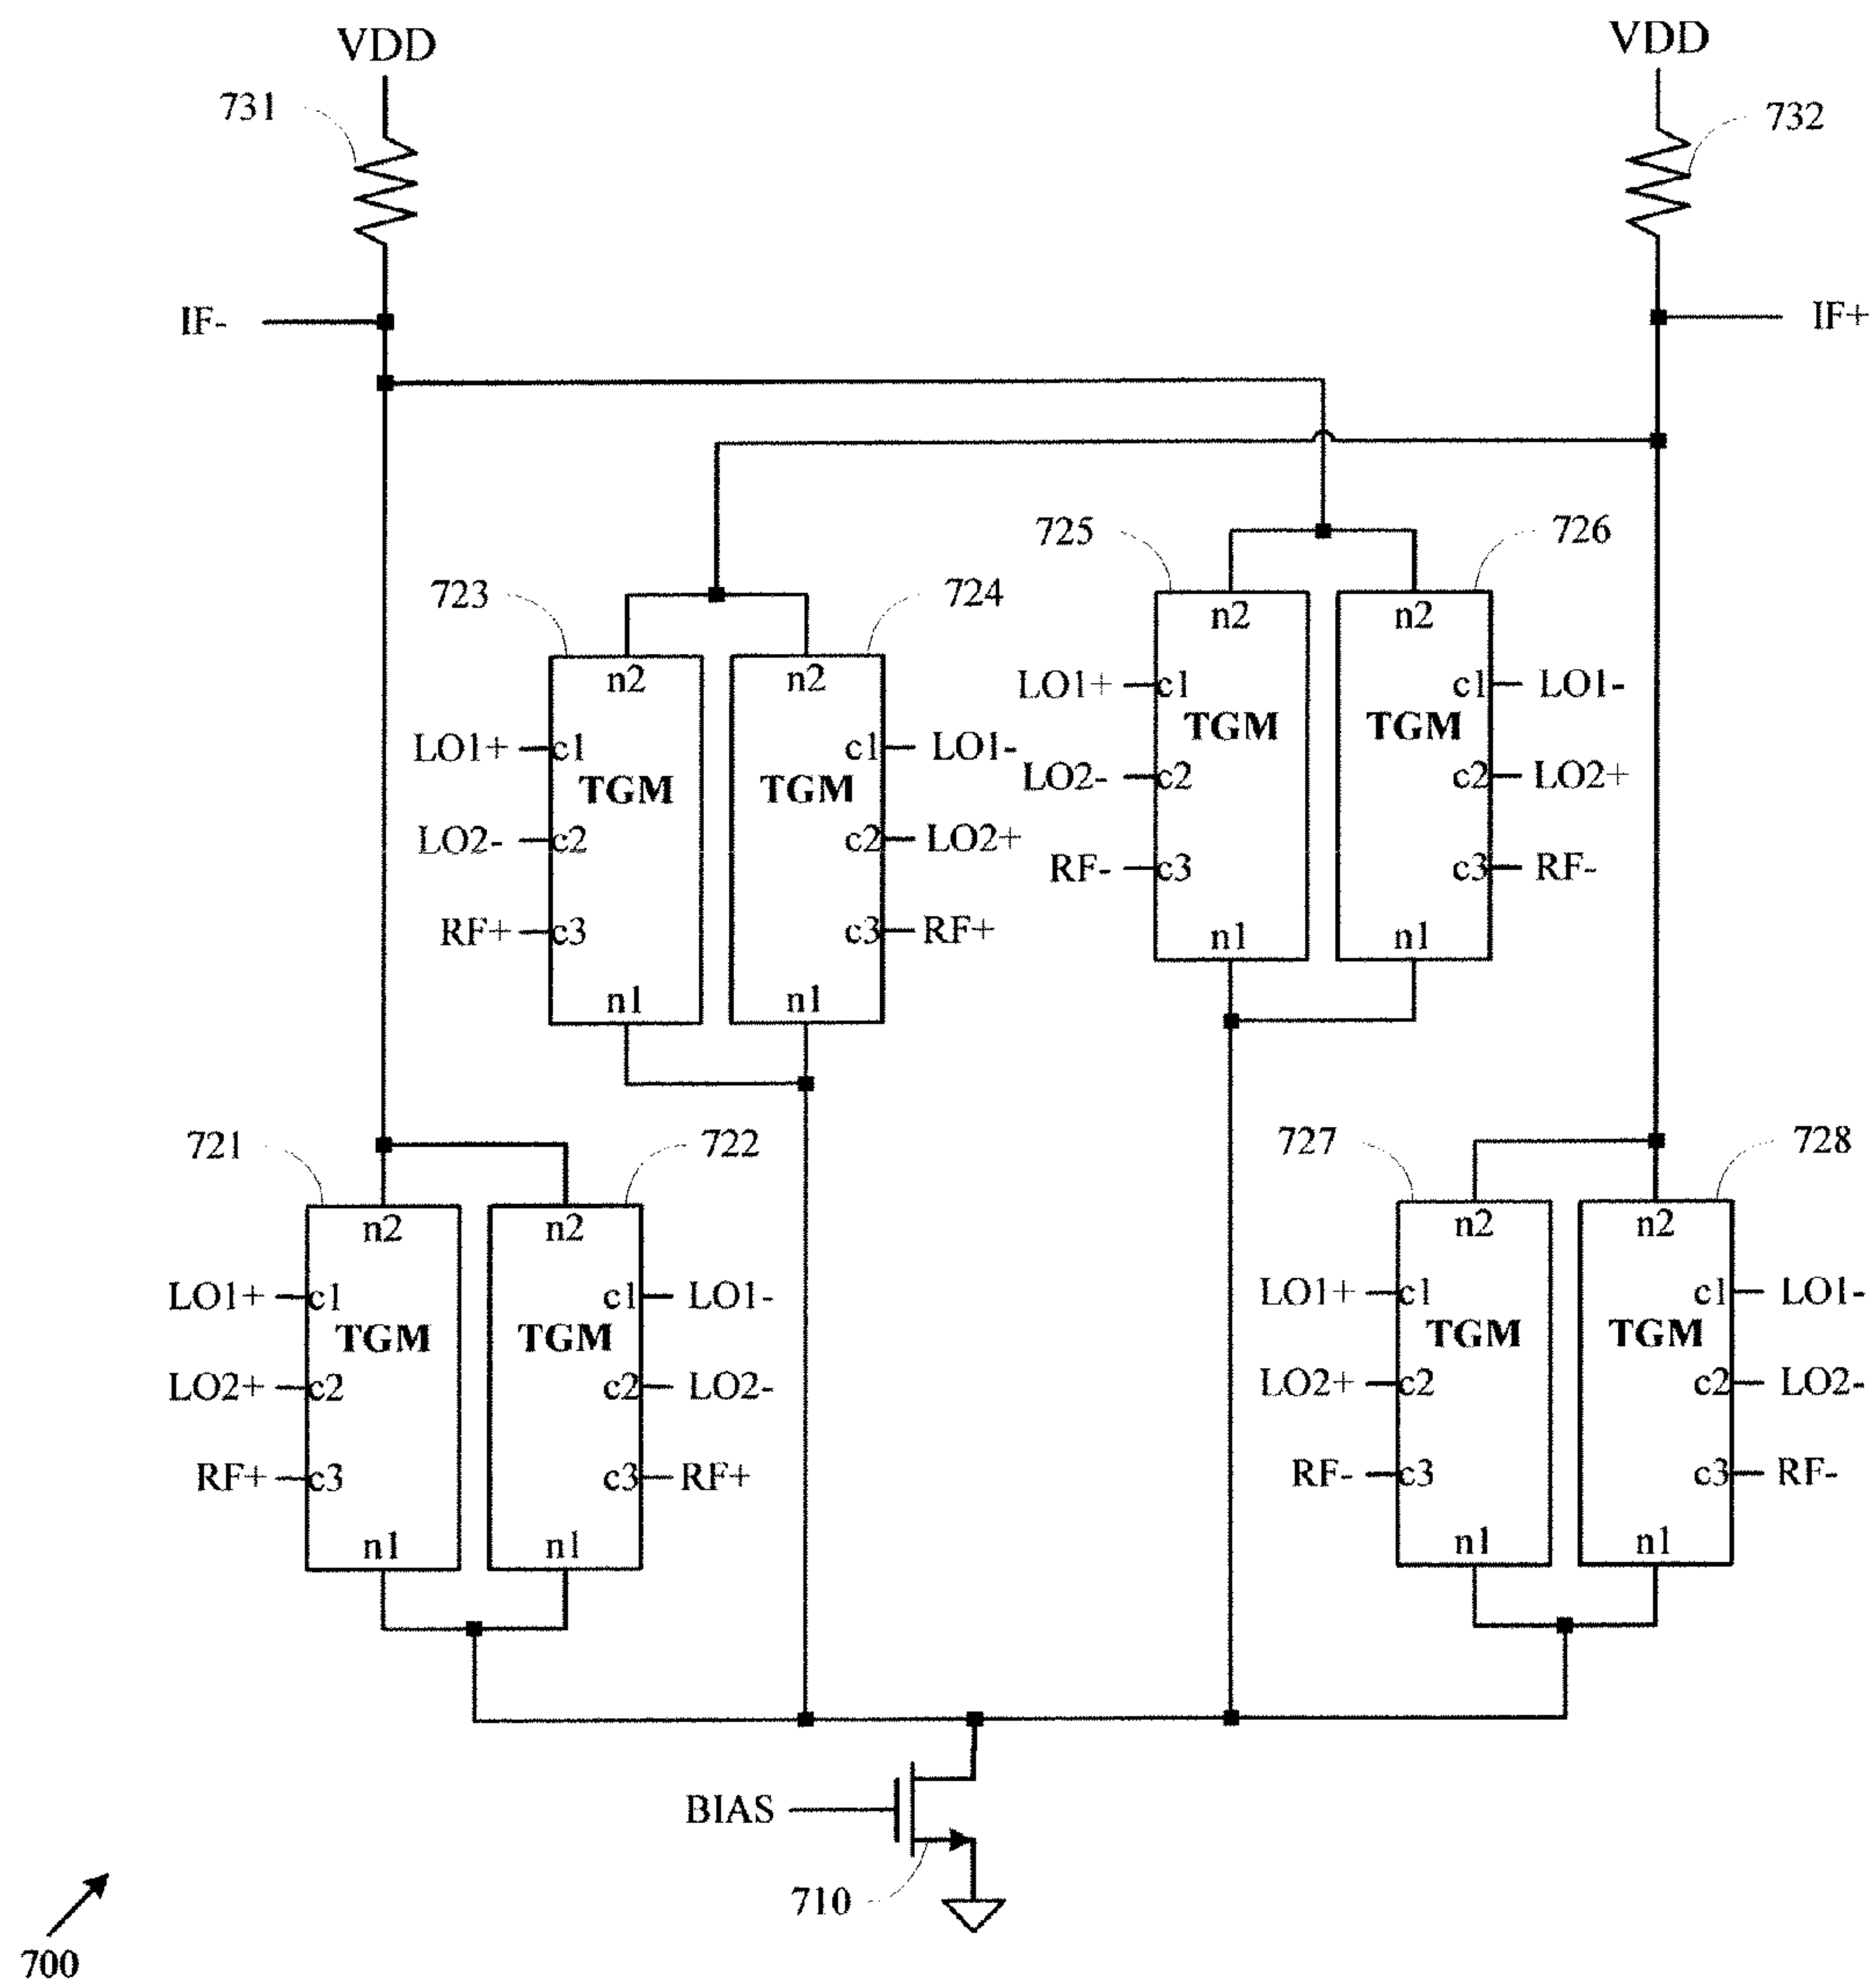 VDD
VDD
731
732
IF-
IF+
725
726
723
724
n2
n2
LO1+
c1
c1
LO1-
TGM
TGM
LO2-
c2
c2
LO2+
RF-
c3
c3
RF-
n1
n1
n2
n2
LO1+
c1
c1
LO1-
TGM
TGM
LO2-
c2
c2
LO2+
RF+
c3
c3
RF+
n1
n1
721
722
727
728
n2
n2
LO1+
c1
c1
LO1-
TGM
TGM
LO2+
c2
c2
LO2-
RF+
c3
c3
RF+
n1
n1
n2
n2
LO1+
c1
c1
LO1-
TGM
TGM
LO2+
c2
c2
LO2-
RF-
c3
c3
RF-
n1
n1
BIAS
710
700